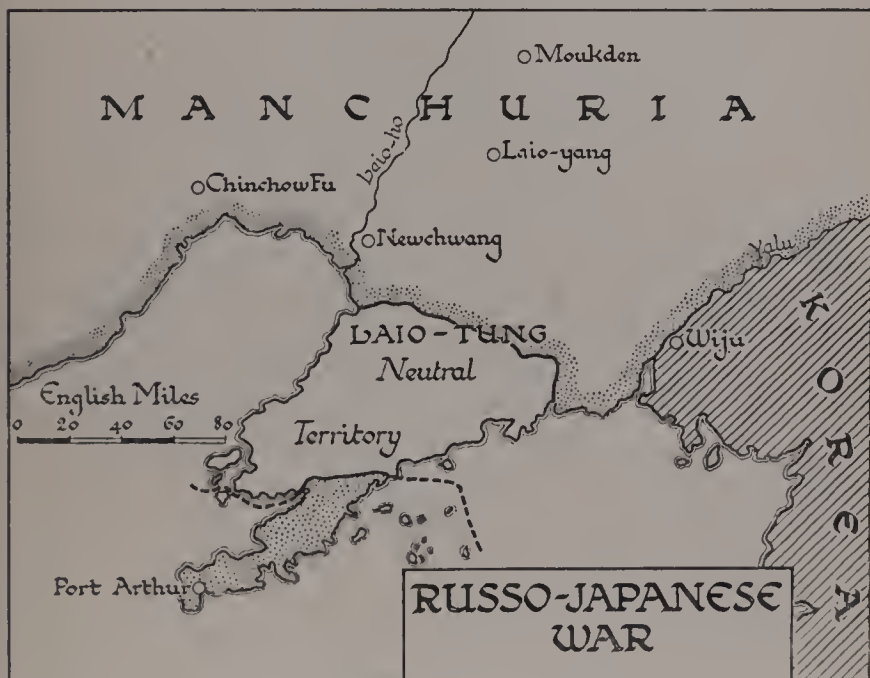 Moukden
MANCHURIA
Laio-ho
Laio-yang
Chinchow Fu
Newchwang
Yalu
LAIO-TUNG
Neutral
Territory
Wiju
KOREA
English Miles
0 20 40 60 80
Port Arthur
RUSSO-JAPANESE
WAR